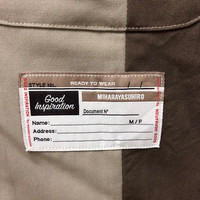 READY TO WEAR
STYLE No.
Good
Inspiration
MIHARAYASUHIRO
Document Nº
Name: M / F
Address:
Phone: